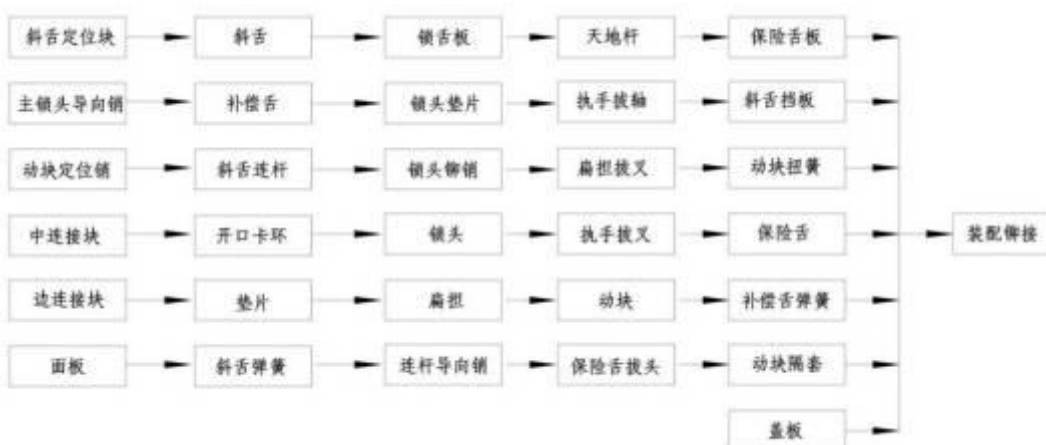 斜舌定位块 斜舌 锁舌板 天地杆 保险舌板
主锁头导向销 补偿舌 锁头垫片 执手拔轴 斜舌挡板
动块定位销 斜舌连杆 锁头铆销 扁担拨叉 动块扭簧
中连接块 开口卡环 锁头 执手拔叉 保险舌 装配铆接
边连接块 垫片 扁担 动块 补偿舌弹簧
面板 斜舌弹簧 连杆导向销 保险舌拔头 动块隔套
盖板